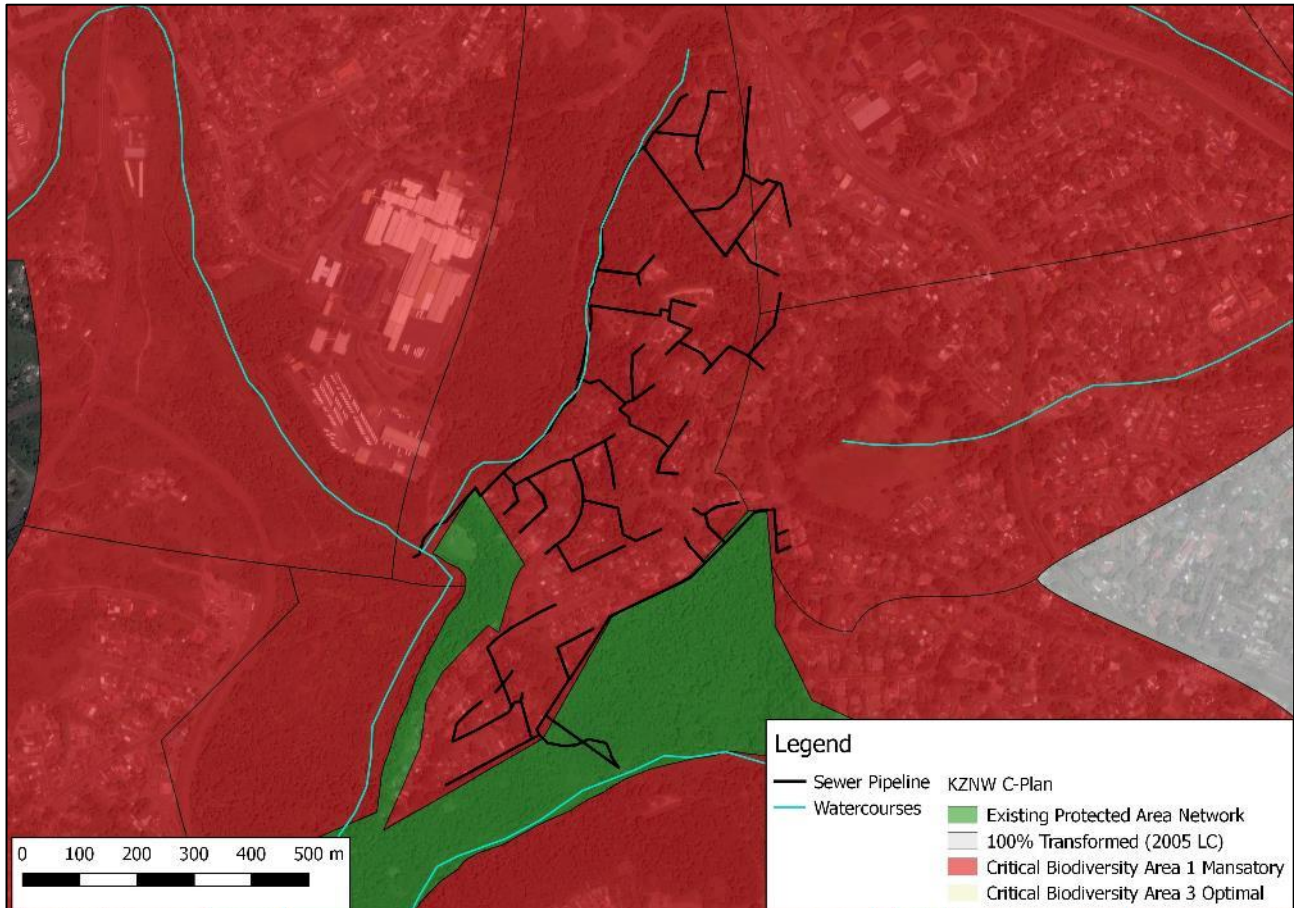 Legend
Sewer Pipeline
Watercourses
KZNW C-Plan
Existing Protected Area Network
100% Transformed (2005 LC)
Critical Biodiversity Area 1 Mansatory
Critical Biodiversity Area 3 Optimal
0 100 200 300 400 500 m